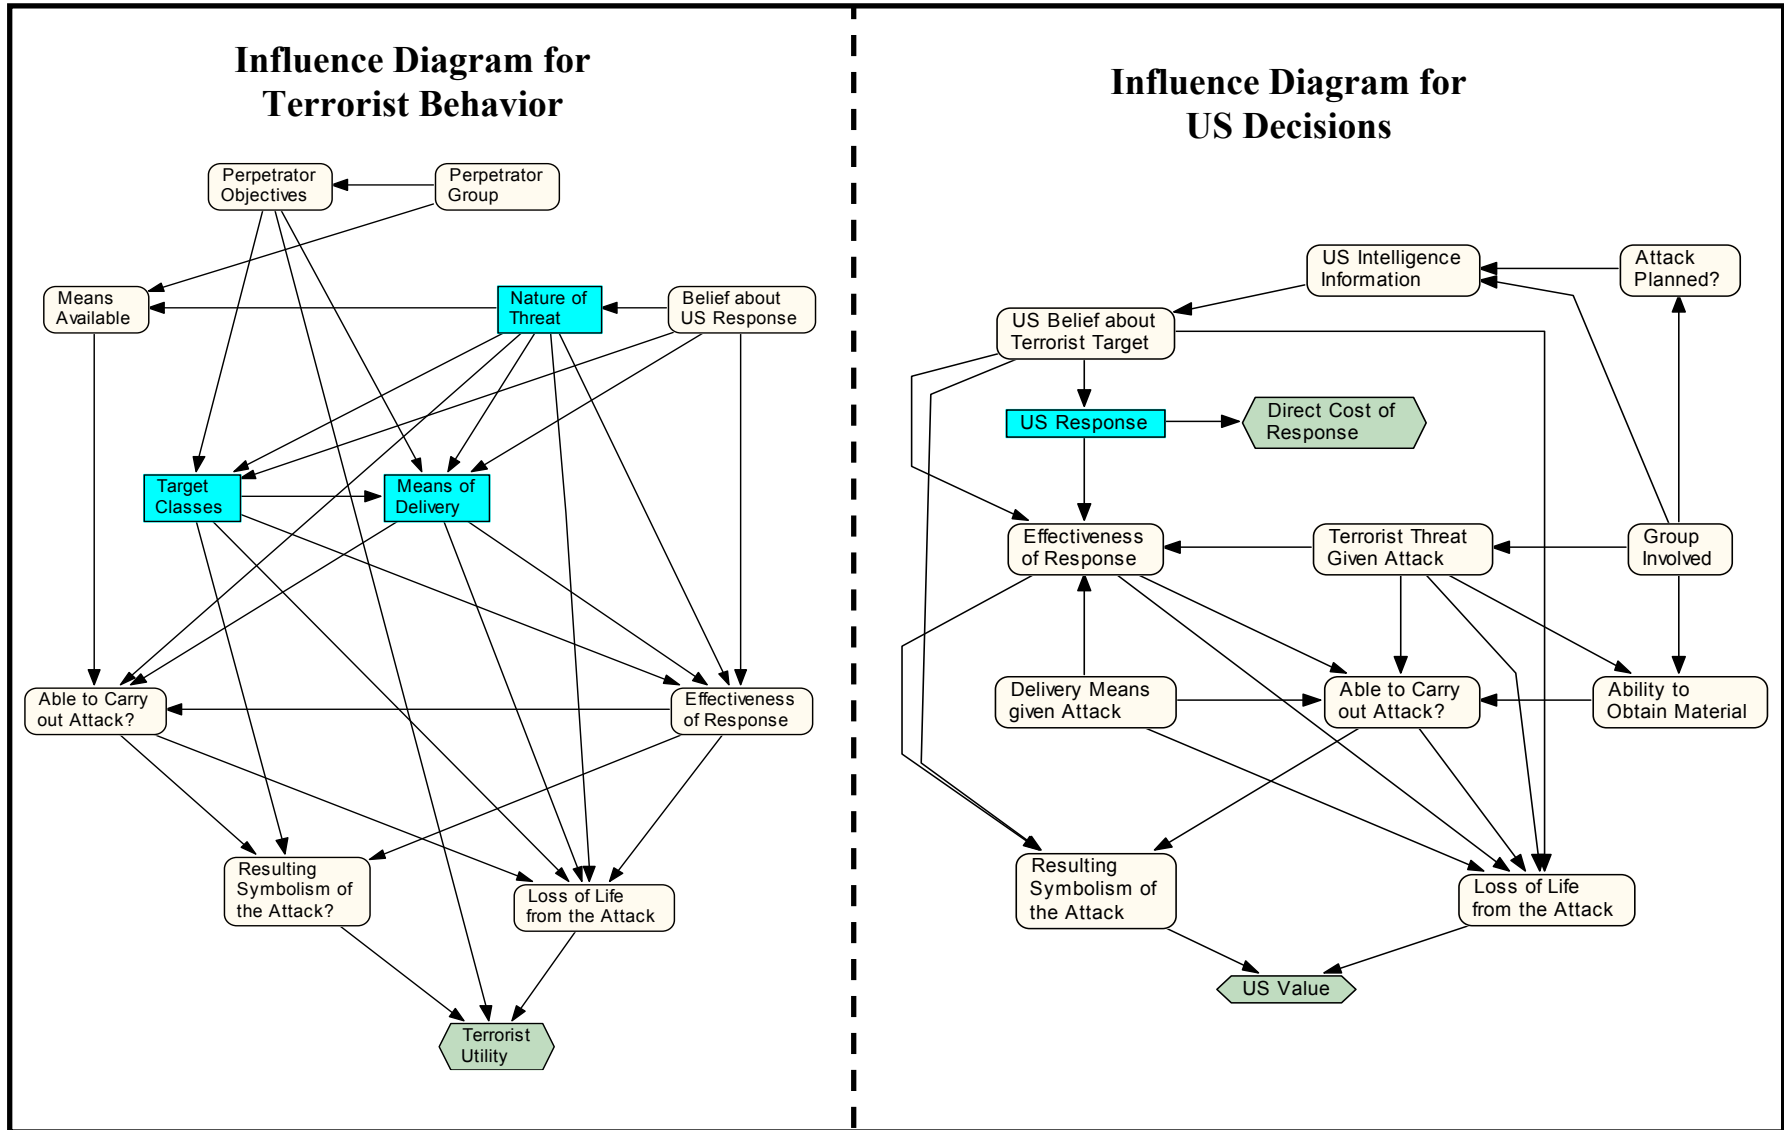 Influence Diagram for
Terrorist Behavior
Perpetrator
Objectives
Perpetrator
Group
Means
Available
Nature of
Threat
Belief about
US Response
Target
Classes
Means of
Delivery
Able to Carry
out Attack?
Effectiveness
of Response
Resulting
Symbolism of
the Attack?
Loss of Life
from the Attack
Terrorist
Utility
Influence Diagram for
US Decisions
US Intelligence
Information
Attack
Planned?
US Belief about
Terrorist Target
US Response
Direct Cost of
Response
Effectiveness
of Response
Terrorist Threat
Given Attack
Group
Involved
Delivery Means
given Attack
Able to Carry
out Attack?
Ability to
Obtain Material
Resulting
Symbolism of
the Attack
Loss of Life
from the Attack
US Value